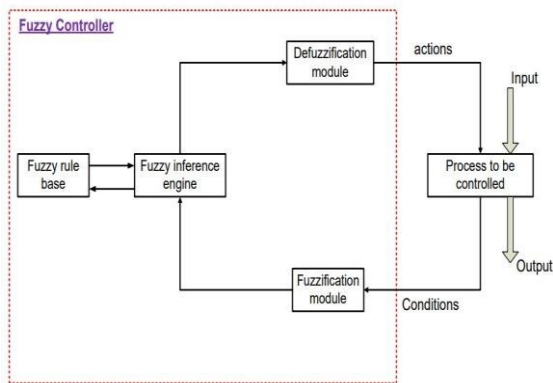 Fuzzy Controller
Defuzzification
module
actions
Input
Fuzzy rule
base
Fuzzy inference
engine
Process to be
controlled
Output
Fuzzification
module
Conditions